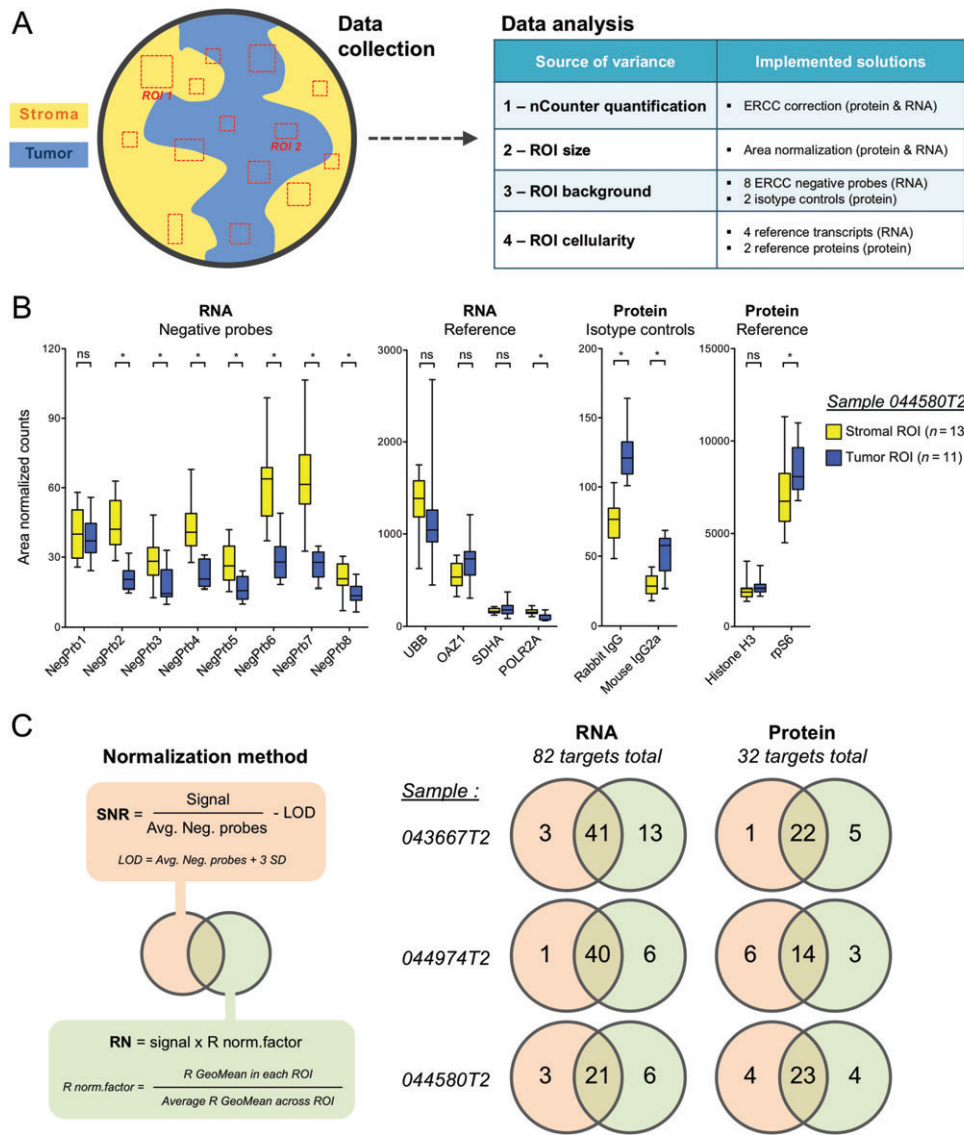 A
Data
collection
Data analysis
Stroma
Tumor
ROI 1
ROI 2
Source of variance
Implemented solutions
1 – nCounter quantification
▪ ERCC correction (protein & RNA)
2 – ROI size
▪ Area normalization (protein & RNA)
3 – ROI background
▪ 8 ERCC negative probes (RNA)
▪ 2 isotype controls (protein)
4 – ROI cellularity
▪ 4 reference transcripts (RNA)
▪ 2 reference proteins (protein)
B
RNA
Negative probes
RNA
Reference
Protein
Isotype controls
Protein
Reference
Area normalized counts
120
90
60
30
0
ns * * * * * * *
NegPrb1
NegPrb2
NegPrb3
NegPrb4
NegPrb5
NegPrb6
NegPrb7
NegPrb8
3000
2000
1000
0
ns ns ns *
UBB
OAZ1
SDHA
POLR2A
200
150
100
50
0
* *
Rabbit IgG
Mouse IgG2a
15000
10000
5000
0
ns *
Histone H3
rpS6
Sample 044580T2
Stromal ROI (n = 13
Tumor ROI (n = 11)
C
Normalization method
SNR = Signal / Avg. Neg. probes - LOD
LOD = Avg. Neg. probes + 3 SD
RN = signal x R norm.factor
R norm.factor = R GeoMean in each ROI / Average R GeoMean across ROI
RNA
82 targets total
Protein
32 targets total
Sample :
043667T2
3 41 13
1 22 5
044974T2
1 40 6
6 14 3
044580T2
3 21 6
4 23 4